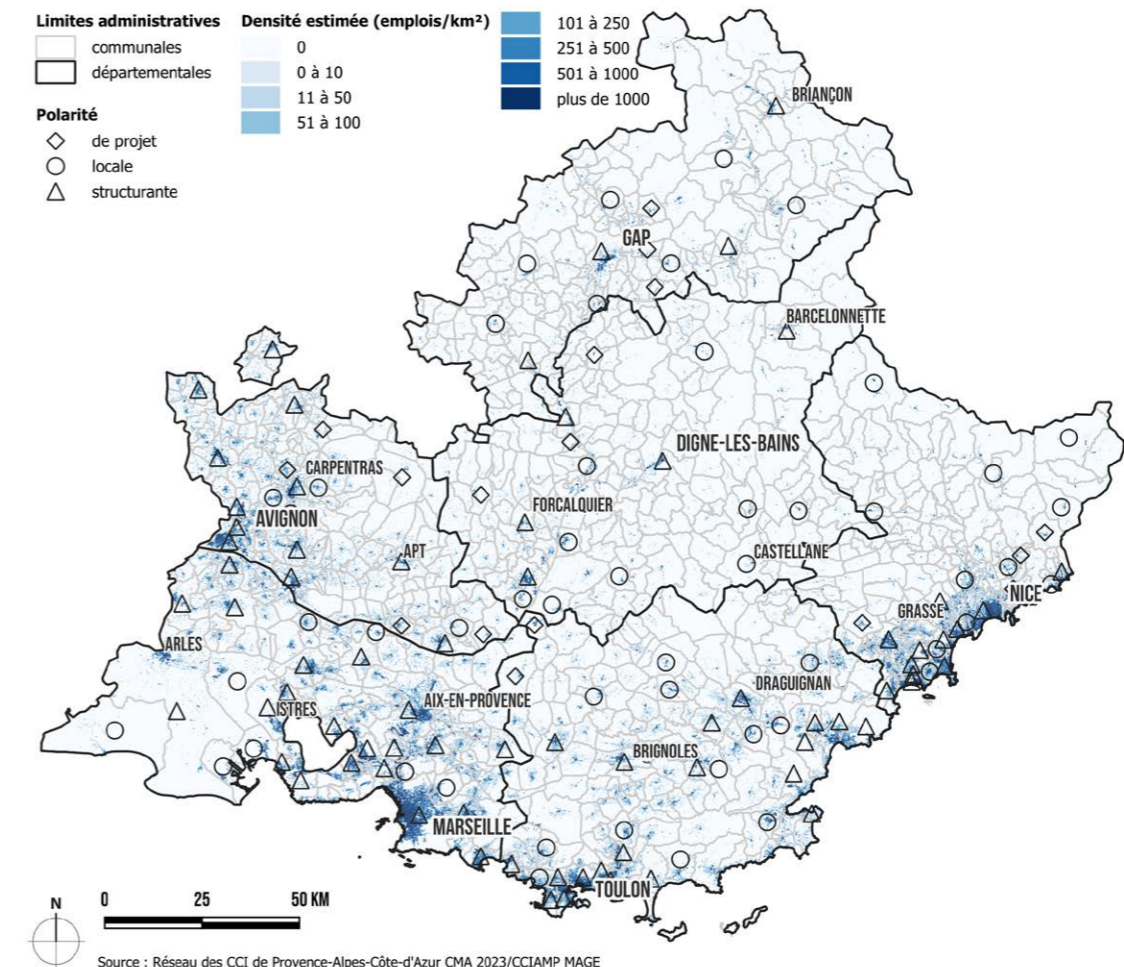 Limites administratives
communales
départementales
Polarité
de projet
locale
structurante
Densité estimée (emplois/km²)
0
0 à 10
11 à 50
51 à 100
101 à 250
251 à 500
501 à 1000
plus de 1000
BRIANÇON
GAP
BARCELONNETTE
DIGNE-LES-BAINS
CARPENTRAS
FORCALQUIER
AVIGNON
APT
CASTELLANE
NICE
GRASSE
ARLES
DRAGUIGNAN
AIX-EN-PROVENCE
ISTRES
BRIGNOLES
MARSEILLE
TOULON
N
0 25 50 KM
Source : Réseau des CCI de Provence-Alpes-Côte-d'Azur CMA 2023/CCIAMP MAGE